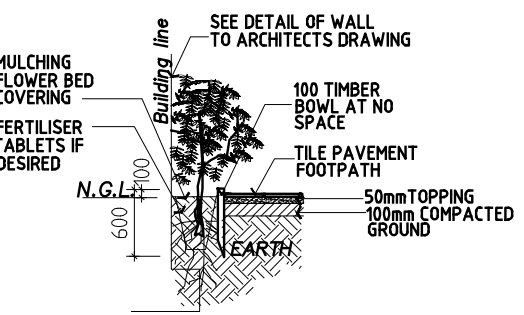 SEE DETAIL OF WALL
TO ARCHITECTS DRAWING
Building line
MULCHING
FLOWER BED
COVERING
FERTILISER
TABLETS IF
DESIRED
100 TIMBER
BOWL AT NO
SPACE
TILE PAVEMENT
FOOTPATH
100
N.G.L
600
50mmTOPPING
100mm COMPACTED
GROUND
EARTH